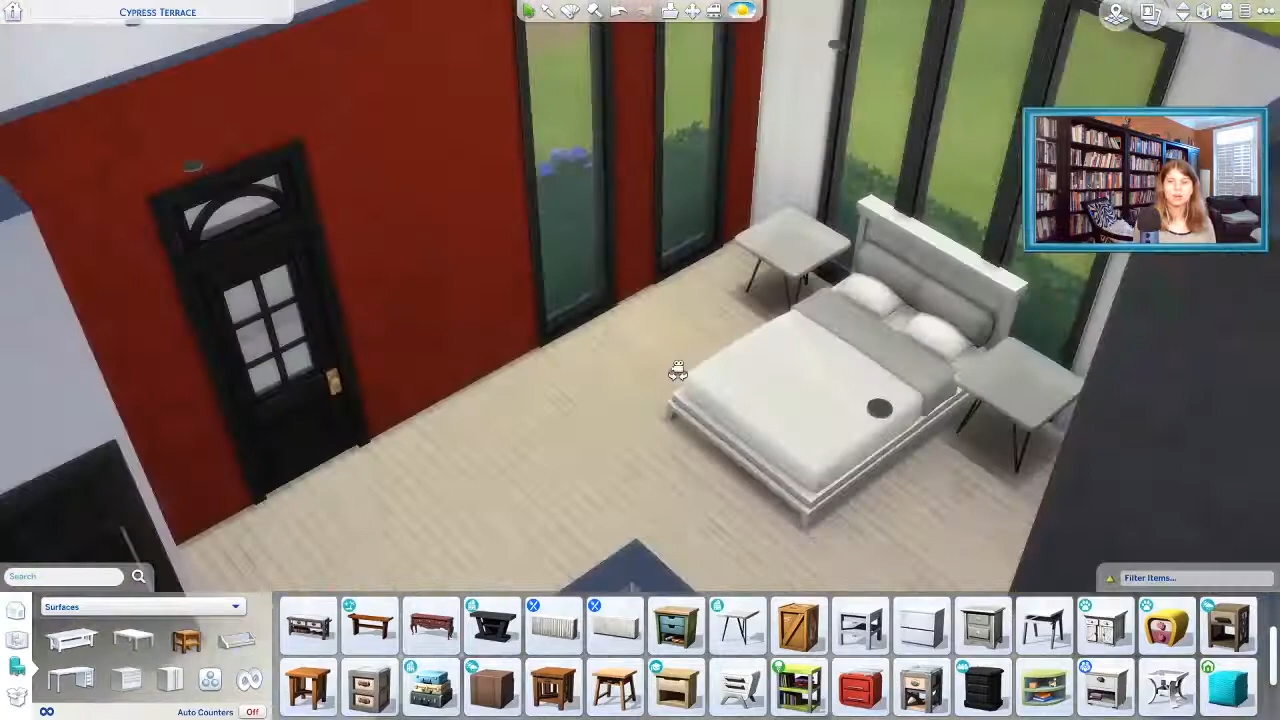 CYPRESS TERRACE
Search
Filter Items...
Surfaces
Auto Counters Off